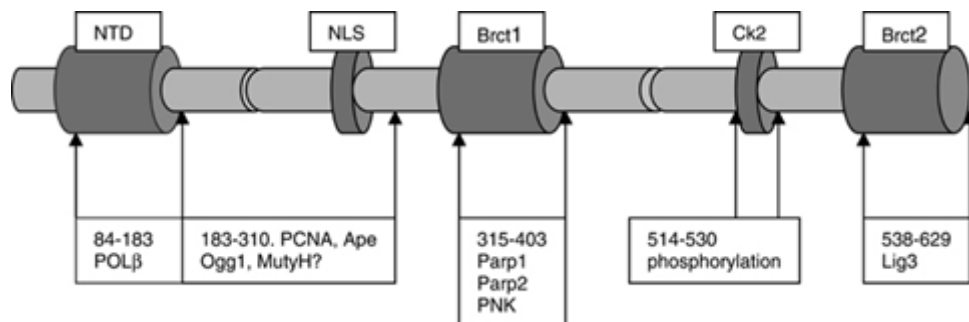 NTD
NLS
Brct1
Ck2
Brct2
84-183
POLβ
183-310. PCNA, Ape
Ogg1, MutyH?
315-403
Parp1
Parp2
PNK
514-530
phosphorylation
538-629
Lig3